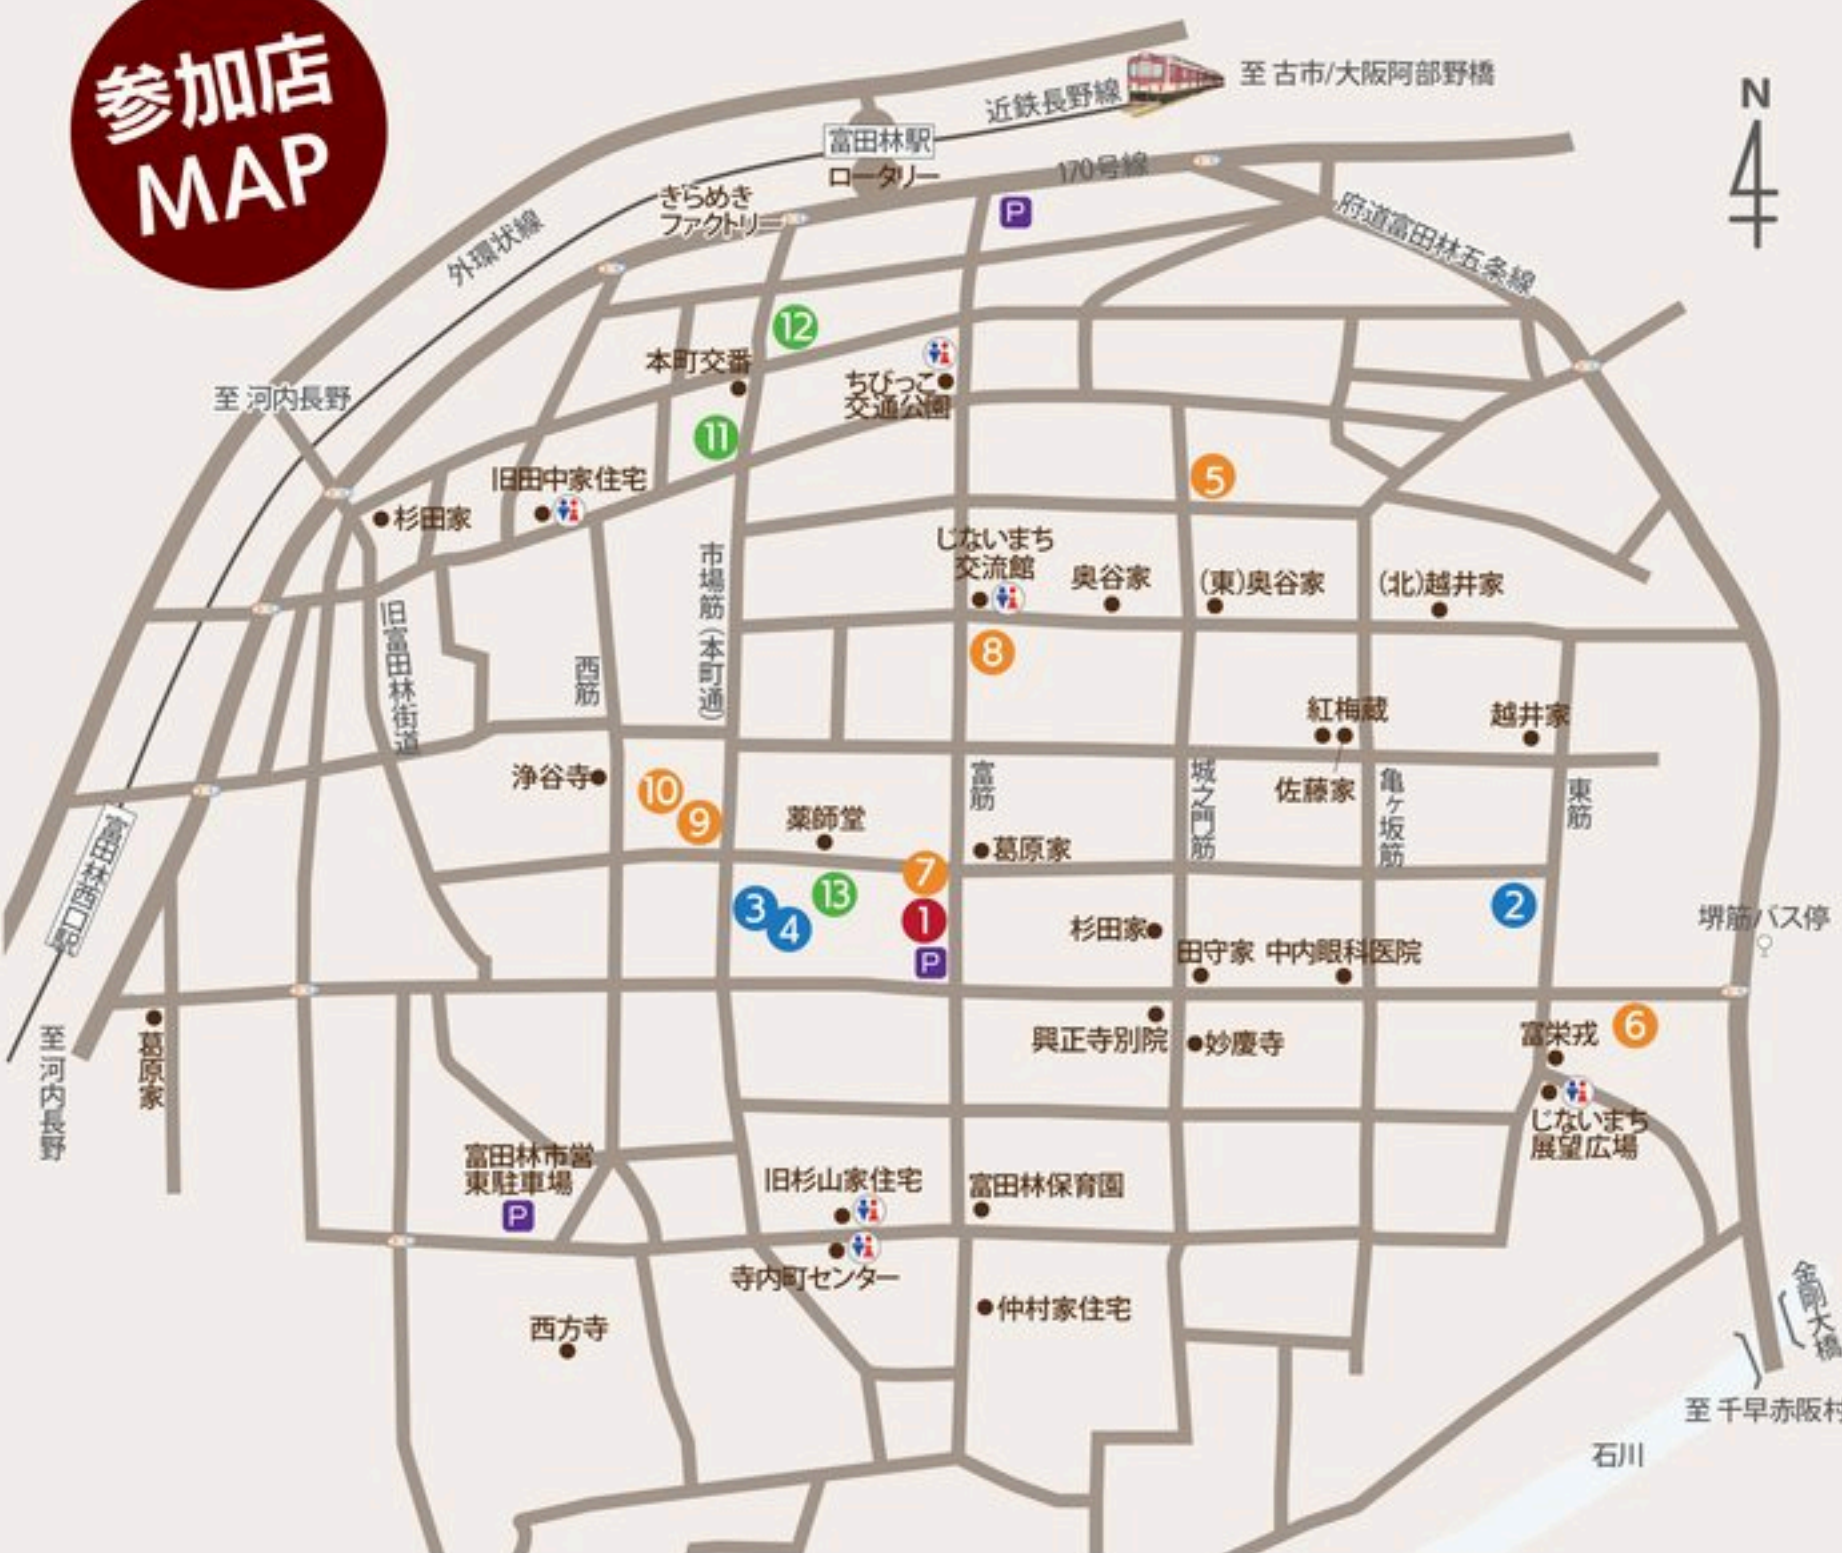 参加店
MAP
至 古市/大阪阿部野橋
近鉄長野線
N
富田林駅
ロータリー
170号線
きらめき
ファクトリー
P
府道富田林五条線
外環状線
12
本町交番
ちびっこ
交通公園
至 河内長野
11
旧田中家住宅
杉田家
5
じないまち
交流館
奥谷家
(東)奥谷家
(北)越井家
市場筋(本町通)
旧富田林街道
西筋
8
紅梅蔵
越井家
佐藤家
浄谷寺
10
9
薬師堂
富筋
城之門筋
亀ヶ坂筋
東筋
葛原家
富田林西口駅
7
3
4
13
1
P
2
堺筋バス停
杉田家
田守家
中内眼科医院
葛原家
至 河内長野
興正寺別院
妙慶寺
富栄戎
6
じないまち
展望広場
富田林市営
東駐車場
P
旧杉山家住宅
富田林保育園
寺内町センター
仲村家住宅
西方寺
金剛大橋
至 千早赤阪村
石川